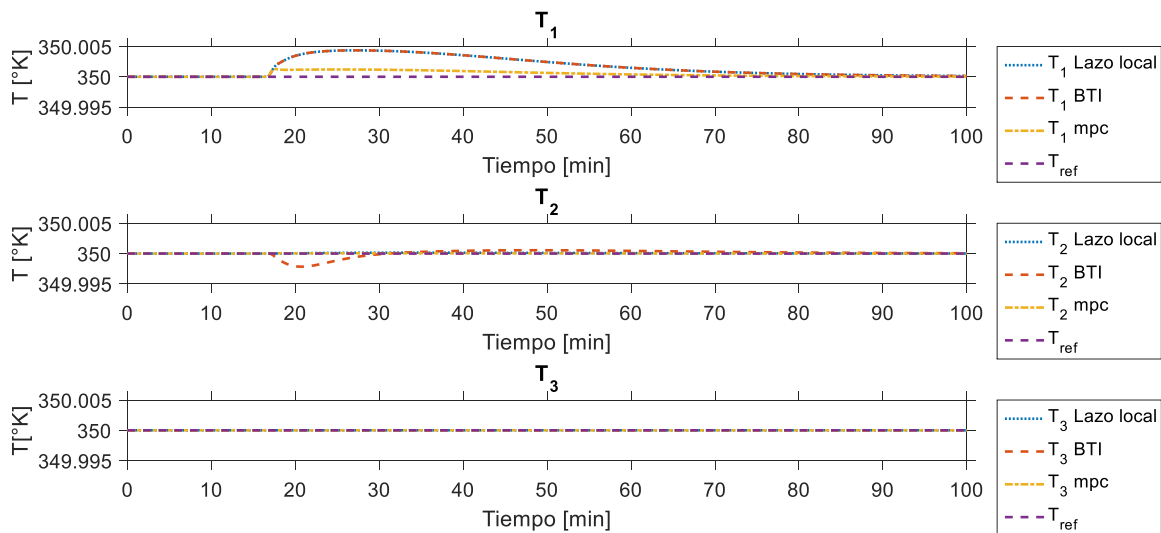 T1
350.005
350
349.995
T [°K]
0 10 20 30 40 50 60 70 80 90 100
Tiempo [min]
T1 Lazo local
T1 BTI
T1 mpc
Tref
T2
350.005
350
349.995
T [°K]
0 10 20 30 40 50 60 70 80 90 100
Tiempo [min]
T2 Lazo local
T2 BTI
T2 mpc
Tref
T3
350.005
350
349.995
T[°K]
0 10 20 30 40 50 60 70 80 90 100
Tiempo [min]
T3 Lazo local
T3 BTI
T3 mpc
Tref